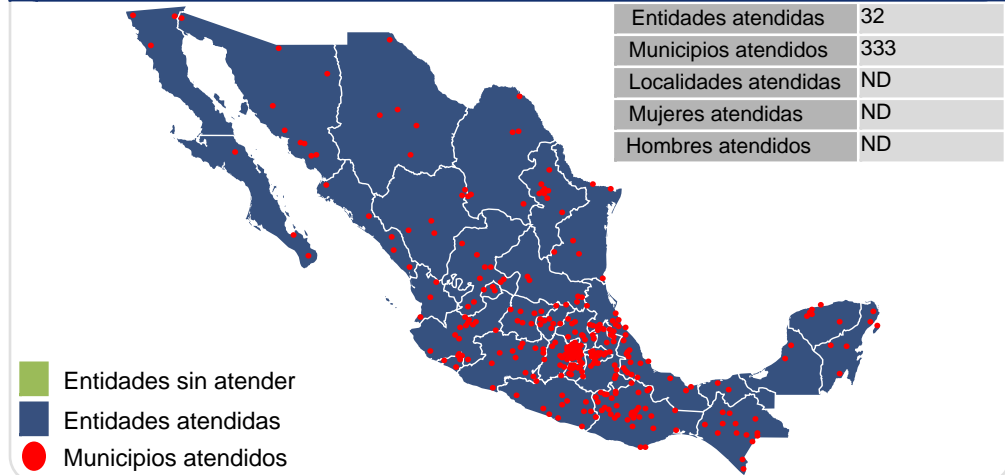 Entidades atendidas 32
Municipios atendidos 333
Localidades atendidas ND
Mujeres atendidas ND
Hombres atendidos ND
Entidades sin atender
Entidades atendidas
Municipios atendidos